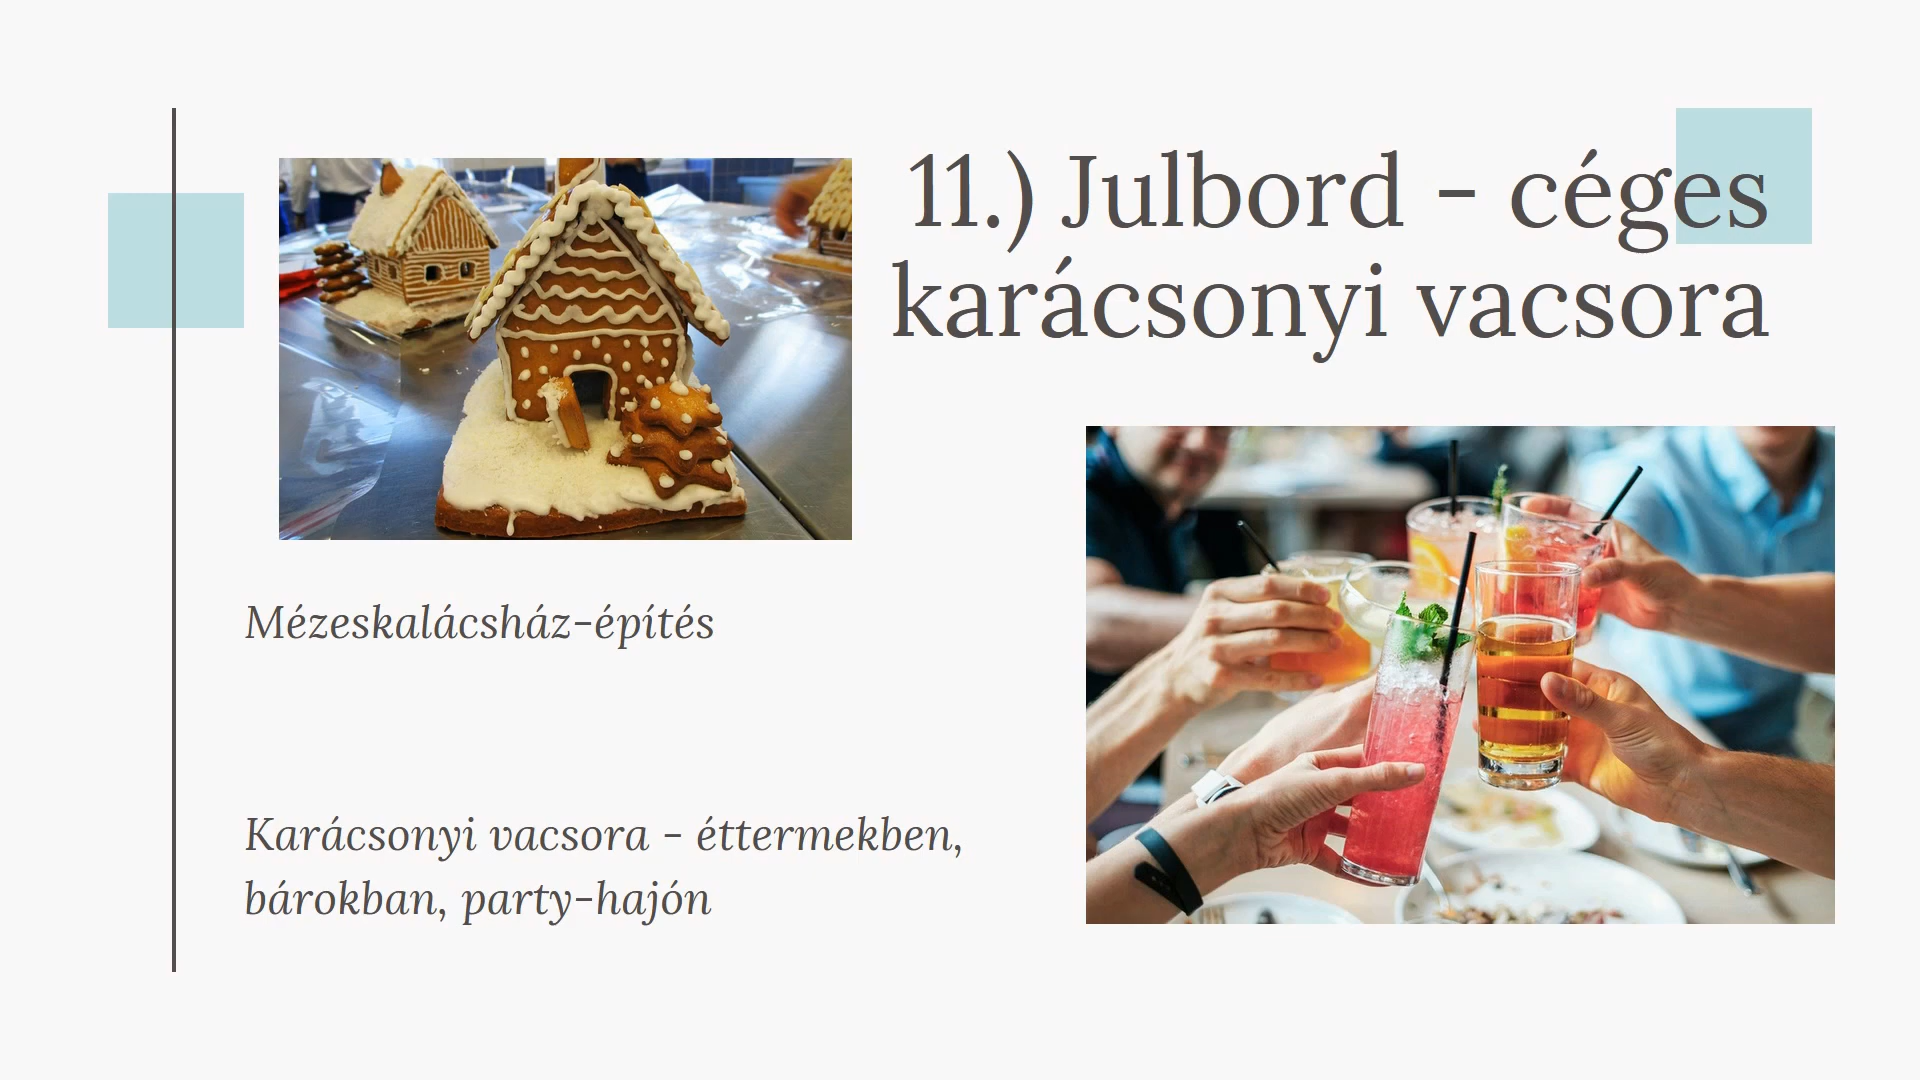 11.) Julbord - céges
karácsonyi vacsora
Mézeskalácsház-építés
Karácsonyi vacsora - éttermekben,
bárokban, party-hajón